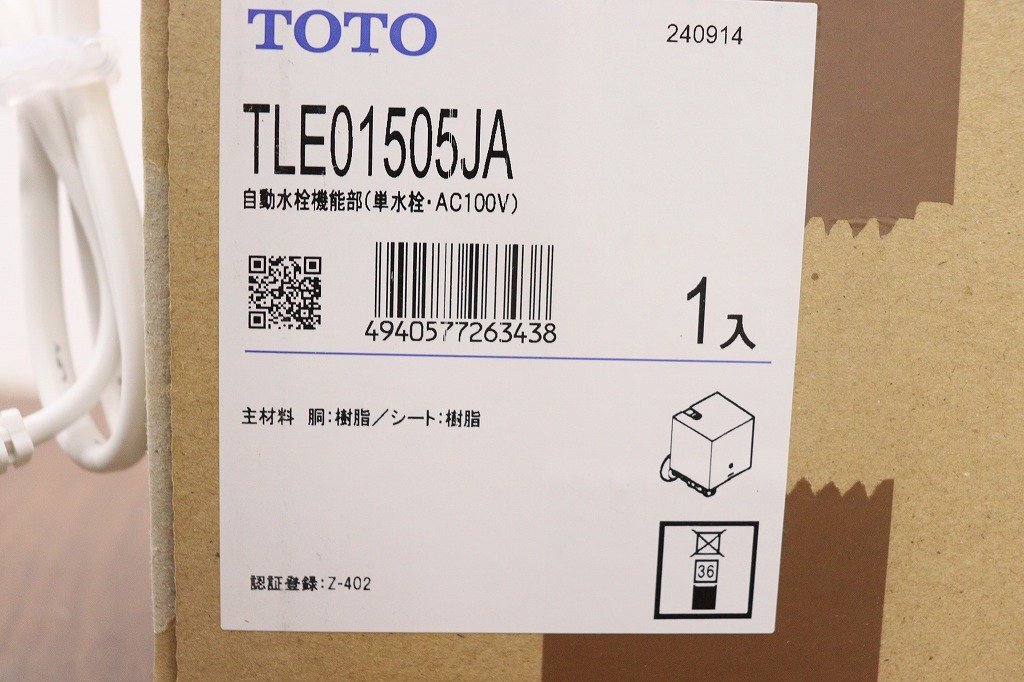 TOTO
240914
TLE01505JA
自動水栓機能部(単水栓・AC100V)
4940577263438
1入
主材料 胴:樹脂/シート:樹脂
36
認証登録:Z-402